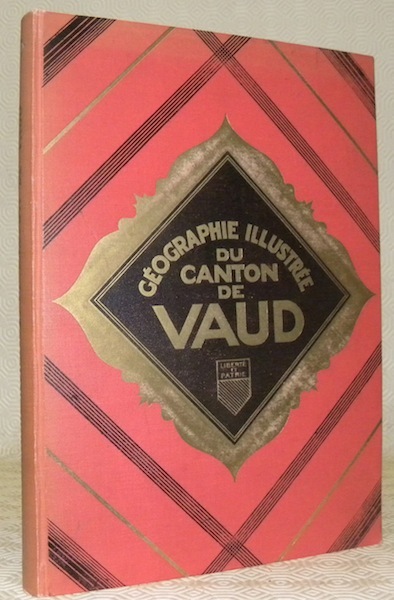 GÉOGRAPHIE ILLUSTRÉE
DU
CANTON
DE
VAUD
LIBERTÉ
ET
PATRIE